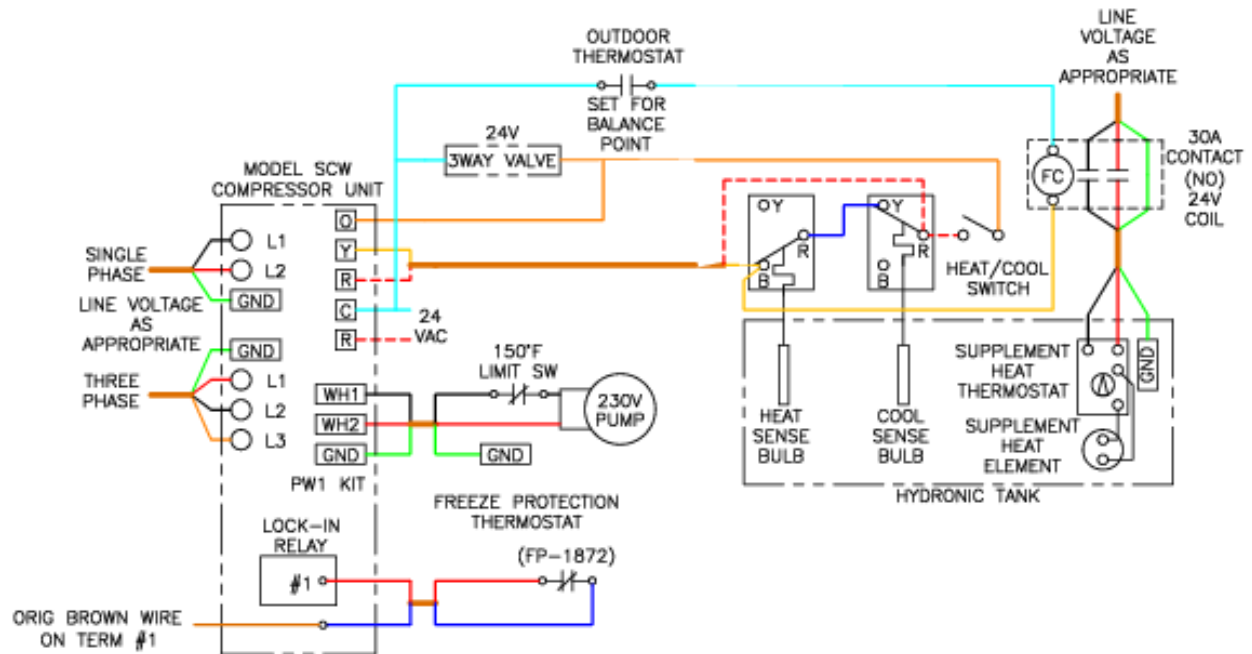 OUTDOOR
THERMOSTAT
SET FOR
BALANCE
POINT
LINE
VOLTAGE
AS
APPROPRIATE
30A
CONTACT
(NO)
24V
COIL
FC
24V
3WAY VALVE
MODEL SCW
COMPRESSOR UNIT
O
Y
R
C
R
24
VAC
SINGLE
PHASE
L1
L2
GND
LINE VOLTAGE
AS
APPROPRIATE
GND
THREE
PHASE
L1
L2
L3
WH1
WH2
GND
PW1 KIT
150°F
LIMIT SW
230V
PUMP
GND
Y
R
B
Y
R
B
HEAT/COOL
SWITCH
HEAT
SENSE
BULB
COOL
SENSE
BULB
SUPPLEMENT
HEAT
THERMOSTAT
GND
SUPPLEMENT
HEAT
ELEMENT
HYDRONIC TANK
FREEZE PROTECTION
THERMOSTAT
(FP-1872)
LOCK-IN
RELAY
#1
ORIG BROWN WIRE
ON TERM #1